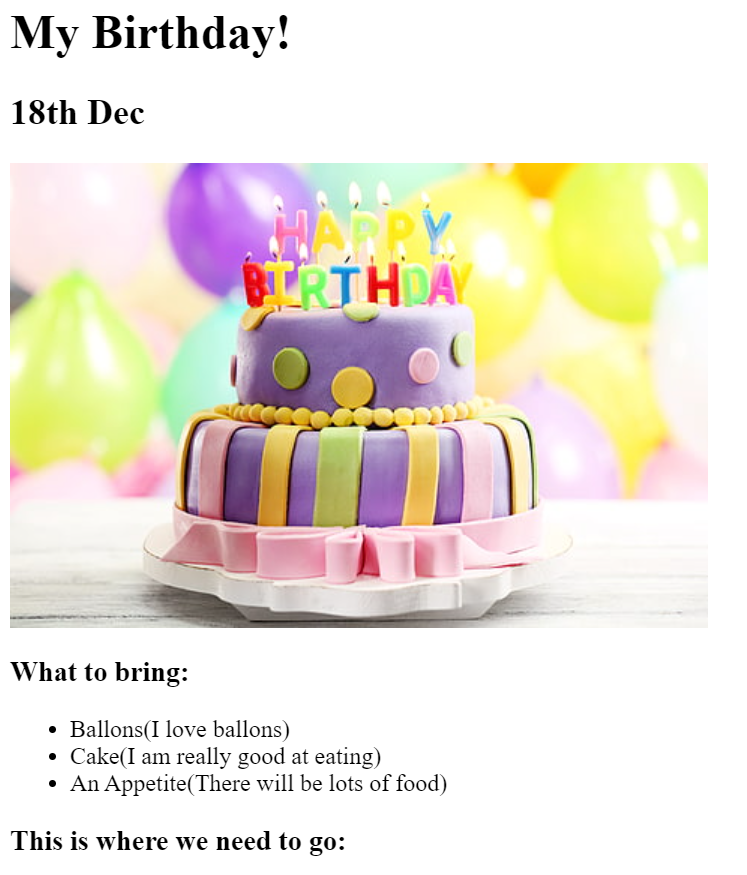 My Birthday!
18th Dec
HAPPY
BIRTHDAY
What to bring:
Ballons(I love ballons)
Cake(I am really good at eating)
An Appetite(There will be lots of food)
This is where we need to go: